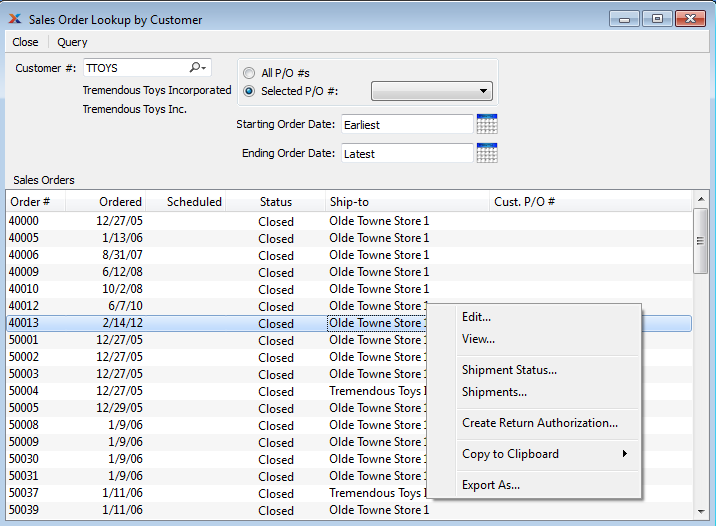 Sales Order Lookup by Customer
Close Query
Customer #: TTOYS
Tremendous Toys Incorporated
Tremendous Toys Inc.
All P/O #s
Selected P/O #:
Starting Order Date: Earliest
Ending Order Date: Latest
Sales Orders
Order # Ordered Scheduled Status Ship-to Cust. P/O #
40000 12/27/05 Closed Olde Towne Store 1
40005 1/13/06 Closed Olde Towne Store 1
40006 8/31/07 Closed Olde Towne Store 1
40009 6/12/08 Closed Olde Towne Store 1
40010 10/2/08 Closed Olde Towne Store 1
40012 6/7/10 Closed Olde Towne Store 1
40013 2/14/12 Closed Olde Towne Store 1
50001 12/27/05 Closed Olde Towne Store 1
50002 12/27/05 Closed Olde Towne Store 1
50003 12/27/05 Closed Olde Towne Store 1
50004 12/27/05 Closed Tremendous Toys I
50005 12/29/05 Closed Olde Towne Store 1
50008 1/9/06 Closed Olde Towne Store 1
50009 1/9/06 Closed Olde Towne Store 1
50030 1/9/06 Closed Olde Towne Store 1
50031 1/9/06 Closed Olde Towne Store 1
50037 1/11/06 Closed Tremendous Toys I
50039 1/11/06 Closed Olde Towne Store 1
Edit...
View...
Shipment Status...
Shipments...
Create Return Authorization...
Copy to Clipboard
Export As...